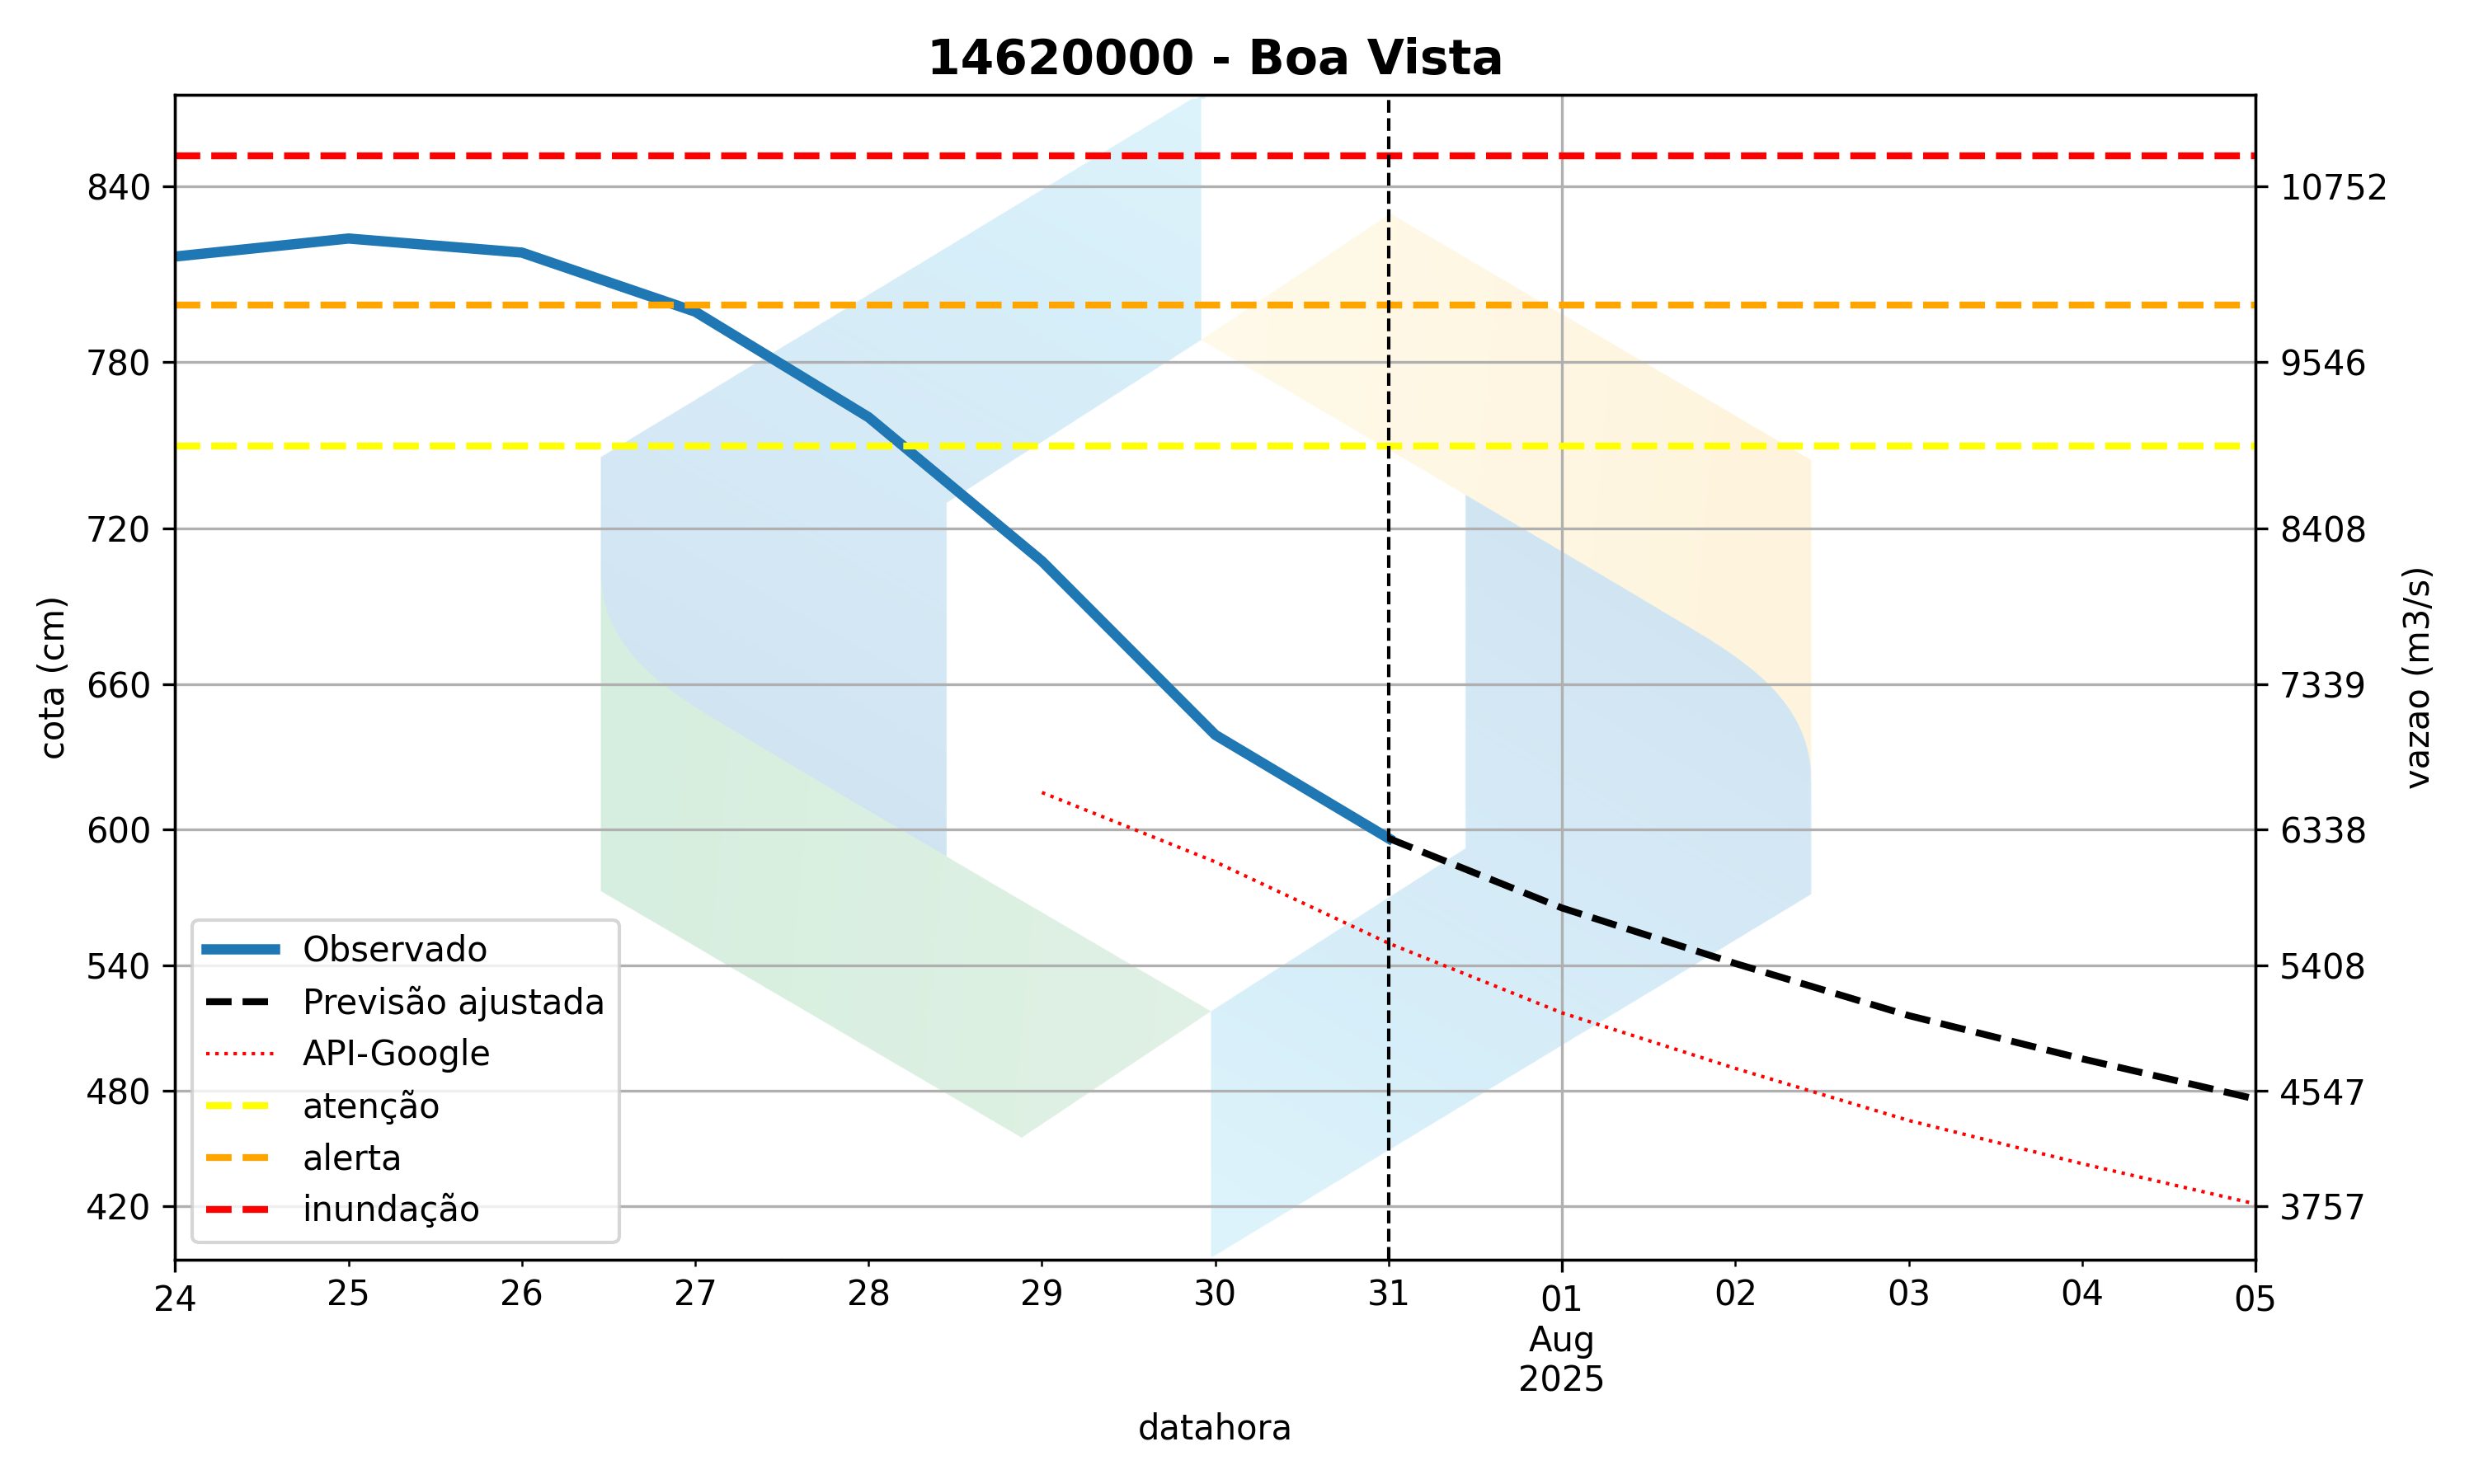 14620000 - Boa Vista
840
780
720
660
600
540
480
420
cota (cm)
10752
9546
8408
7339
6338
5408
4547
3757
vazao (m3/s)
Observado
Previsão ajustada
API-Google
atenção
alerta
inundação
24 25 26 27 28 29 30 31 01 02 03 04 05
Aug
2025
datahora